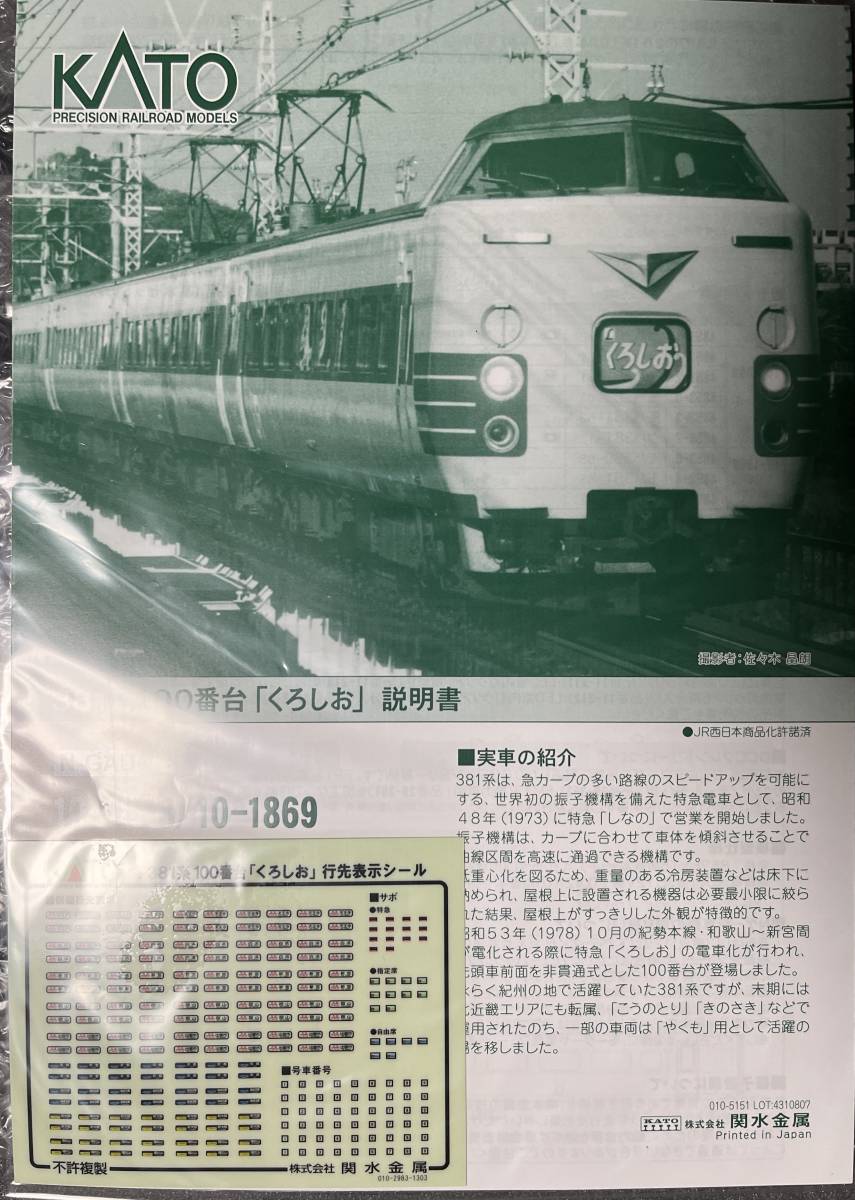 KATO
PRECISION RAILROAD MODELS
くろしお
撮影者:佐々木 昌朗
00番台「くろしお」 説明書
●JR西日本商品化許諾済
/10-1869
■実車の紹介
381系は、急カーブの多い路線のスピードアップを可能に
する、世界初の振子機構を備えた特急電車として、昭和
48年(1973)に特急「しなの」で営業を開始しました。
振子機構は、カーブに合わせて車体を傾斜させることで
曲線区間を高速に通過できる機構です。
低重心化を図るため、重量のある冷房装置などは床下に
納められ、屋根上に設置される機器は必要最小限に絞ら
れた結果、屋根上がすっきりした外観が特徴的です。
昭和53年(1978)10月の紀勢本線・和歌山〜新宮間
が電化される際に特急「くろしお」の電車化が行われ、
先頭車前面を非貫通式とした100番台が登場しました。
永らく紀州の地で活躍していた381系ですが、末期には
北近畿エリアにも転属、「こうのとり」「きのさき」などで
運用されたのち、一部の車両は「やくも」用として活躍の
場を移しました。
381系100番台「くろしお」 行先表示シール
■サボ
●特急
●指定席
●自由席
■号車番号
不許複製
株式会社 関水金属
010-2983-1303
010-5151 LOT:4310807
KATO 株式会社 関水金属
Printed in Japan